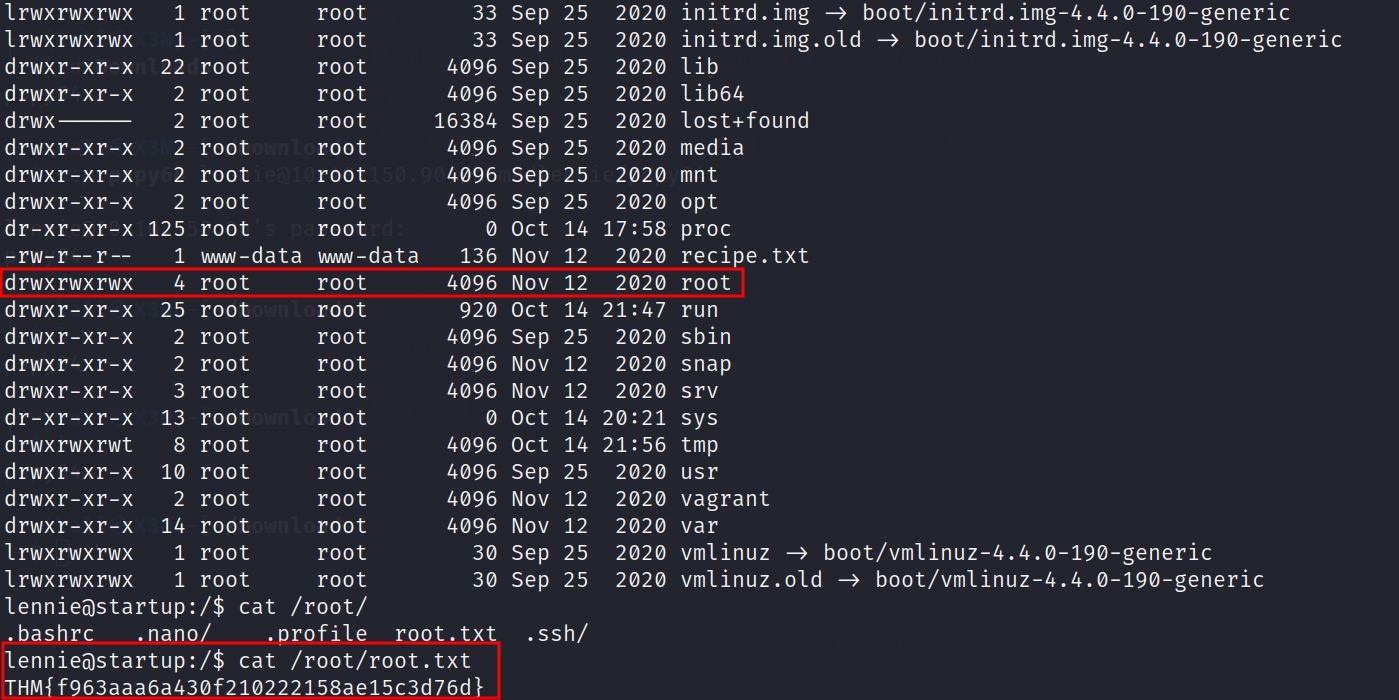 lrwxrwxrwx   1 root     root        33 Sep 25  2020 initrd.img → boot/initrd.img-4.4.0-190-generic
lrwxrwxrwx   1 root     root        33 Sep 25  2020 initrd.img.old → boot/initrd.img-4.4.0-190-generic
drwxr-xr-x  22 root     root      4096 Sep 25  2020 lib
drwxr-xr-x   2 root     root      4096 Sep 25  2020 lib64
drwx------   2 root     root     16384 Sep 25  2020 lost+found
drwxr-xr-x   2 root     root      4096 Sep 25  2020 media
drwxr-xr-x   2 root     root      4096 Sep 25  2020 mnt
drwxr-xr-x   2 root     root      4096 Sep 25  2020 opt
dr-xr-xr-x 125 root     root         0 Oct 14 17:58 proc
-rw-r--r--   1 www-data www-data   136 Nov 12  2020 recipe.txt
drwxrwxrwx   4 root     root      4096 Nov 12  2020 root
drwxr-xr-x  25 root     root       920 Oct 14 21:47 run
drwxr-xr-x   2 root     root      4096 Sep 25  2020 sbin
drwxr-xr-x   2 root     root      4096 Nov 12  2020 snap
drwxr-xr-x   3 root     root      4096 Nov 12  2020 srv
dr-xr-xr-x  13 root     root         0 Oct 14 20:21 sys
drwxrwxrwt   8 root     root      4096 Oct 14 21:56 tmp
drwxr-xr-x  10 root     root      4096 Sep 25  2020 usr
drwxr-xr-x   2 root     root      4096 Nov 12  2020 vagrant
drwxr-xr-x  14 root     root      4096 Nov 12  2020 var
lrwxrwxrwx   1 root     root        30 Sep 25  2020 vmlinuz → boot/vmlinuz-4.4.0-190-generic
lrwxrwxrwx   1 root     root        30 Sep 25  2020 vmlinuz.old → boot/vmlinuz-4.4.0-190-generic
lennie@startup:/$ cat /root/
.bashrc   .nano/    .profile  root.txt  .ssh/
lennie@startup:/$ cat /root/root.txt
THM{f963aaa6a430f210222158ae15c3d76d}